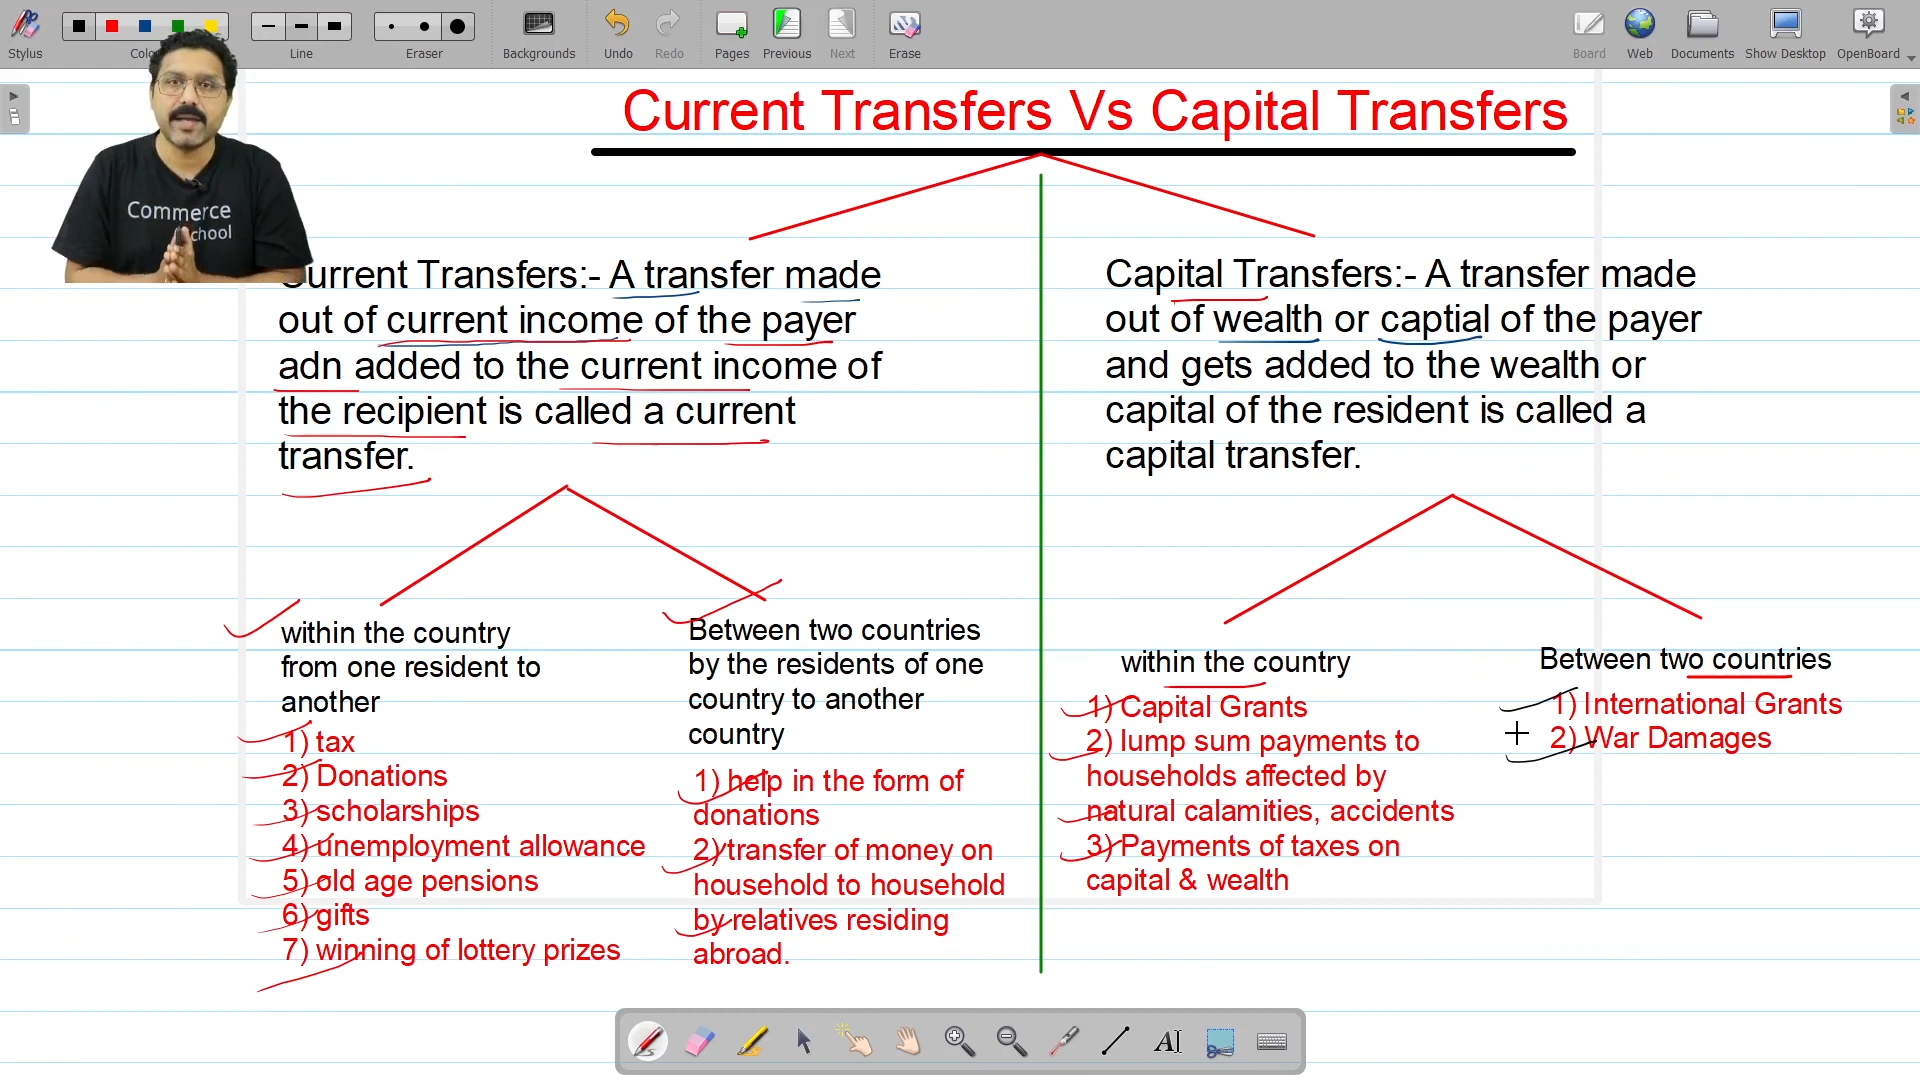 Stylus
Line
Eraser
Backgrounds
Undo
Redo
Pages
Previous
Next
Erase
Board
Web
Documents
Show Desktop
OpenBoard
Current Transfers Vs Capital Transfers
Commerce
chool
urrent Transfers:- A transfer made
out of current income of the payer
adn added to the current income of
the recipient is called a current
transfer.
Capital Transfers:- A transfer made
out of wealth or captial of the payer
and gets added to the wealth or
capital of the resident is called a
capital transfer.
within the country
from one resident to
another
1) tax
2) Donations
3) scholarships
4) unemployment allowance
5) old age pensions
6) gifts
7) winning of lottery prizes
Between two countries
by the residents of one
country to another
country
1) help in the form of
donations
2) transfer of money on
household to household
by relatives residing
abroad.
within the country
1) Capital Grants
2) lump sum payments to
households affected by
natural calamities, accidents
3) Payments of taxes on
capital & wealth
Between two countries
1) International Grants
2) War Damages